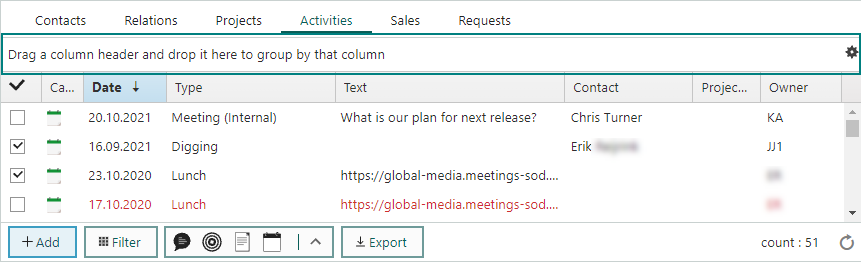 Contacts Relations Projects Activities Sales Requests
Drag a column header and drop it here to group by that column
Ca... Date ↓ Type Text Contact Projec... Owner
20.10.2021 Meeting (Internal) What is our plan for next release? Chris Turner KA
16.09.2021 Digging Erik JJ1
23.10.2020 Lunch https://global-media.meetings-sod....
17.10.2020 Lunch https://global-media.meetings-sod....
+ Add Filter Export count : 51